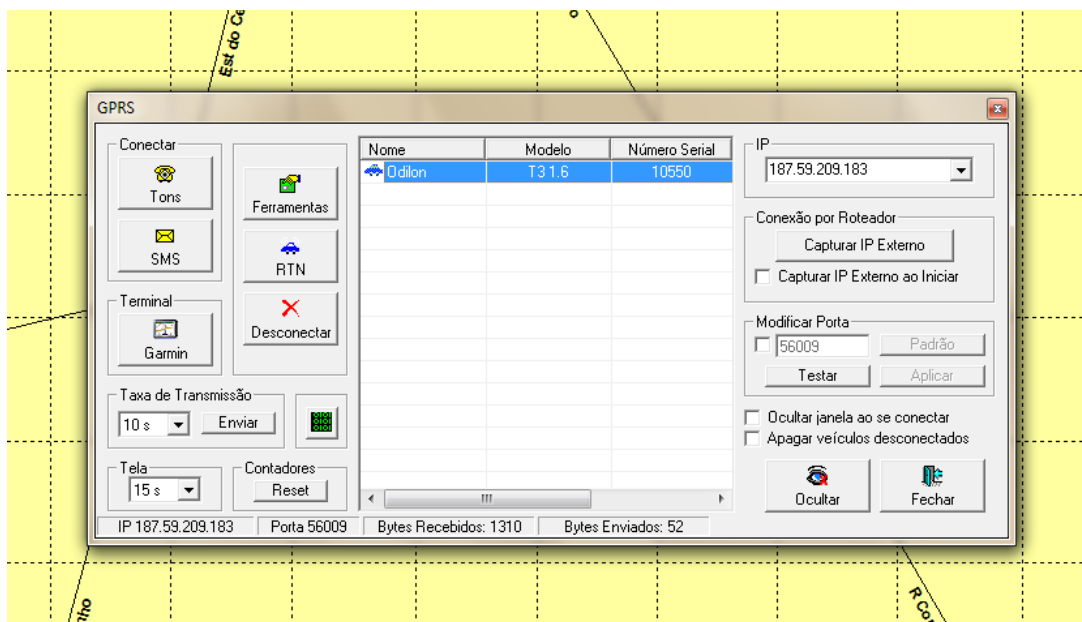 Est do Ce
o
GPRS
Conectar
Tons
SMS
Terminal
Garmin
Taxa de Transmissão
10 s
Enviar
Tela
15 s
Contadores
Reset
Ferramentas
RTN
Desconectar
Nome Modelo Número Serial
Odilon T3 1.6 10550
IP
187.59.209.183
Conexão por Roteador
Capturar IP Externo
Capturar IP Externo ao Iniciar
Modificar Porta
56009 Padrão
Testar Aplicar
Ocultar janela ao se conectar
Apagar veículos desconectados
Ocultar Fechar
IP 187.59.209.183 Porta 56009 Bytes Recebidos: 1310 Bytes Enviados: 52
nho
R Co